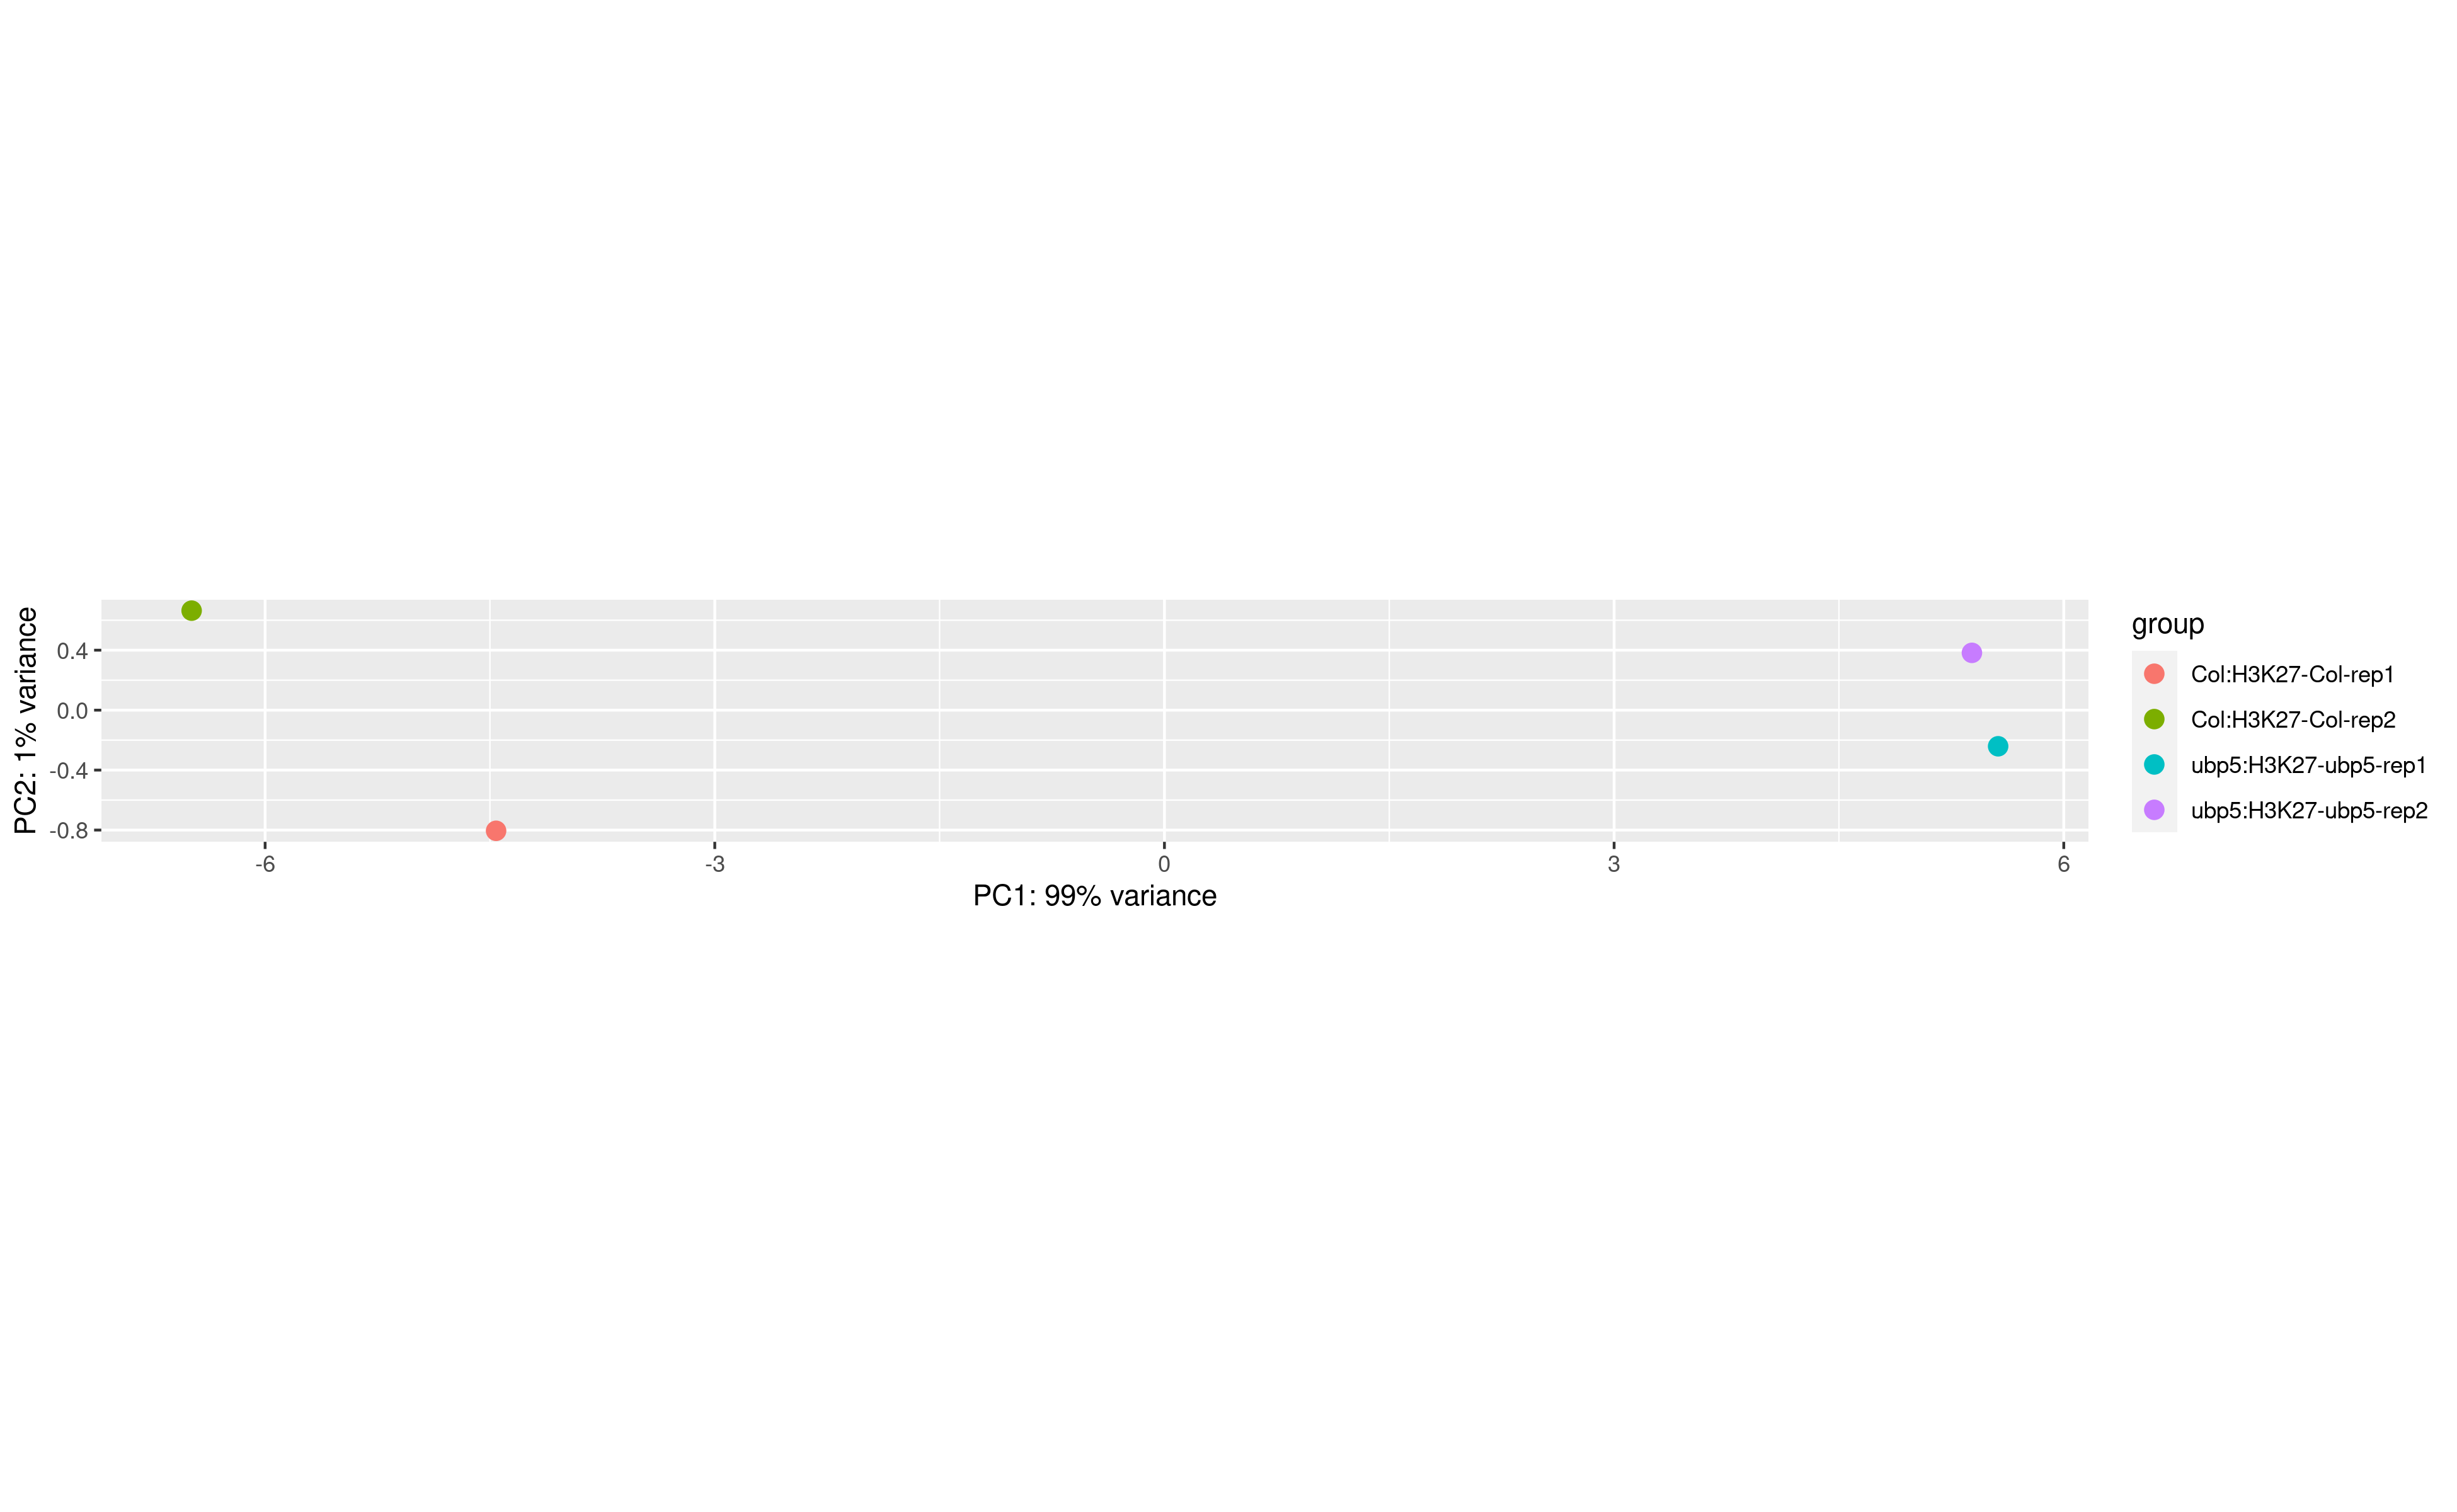 PC2: 1% variance
0.4
0.0
-0.4
-0.8
-6
-3
0
3
6
PC1: 99% variance
group
Col:H3K27-Col-rep1
Col:H3K27-Col-rep2
ubp5:H3K27-ubp5-rep1
ubp5:H3K27-ubp5-rep2